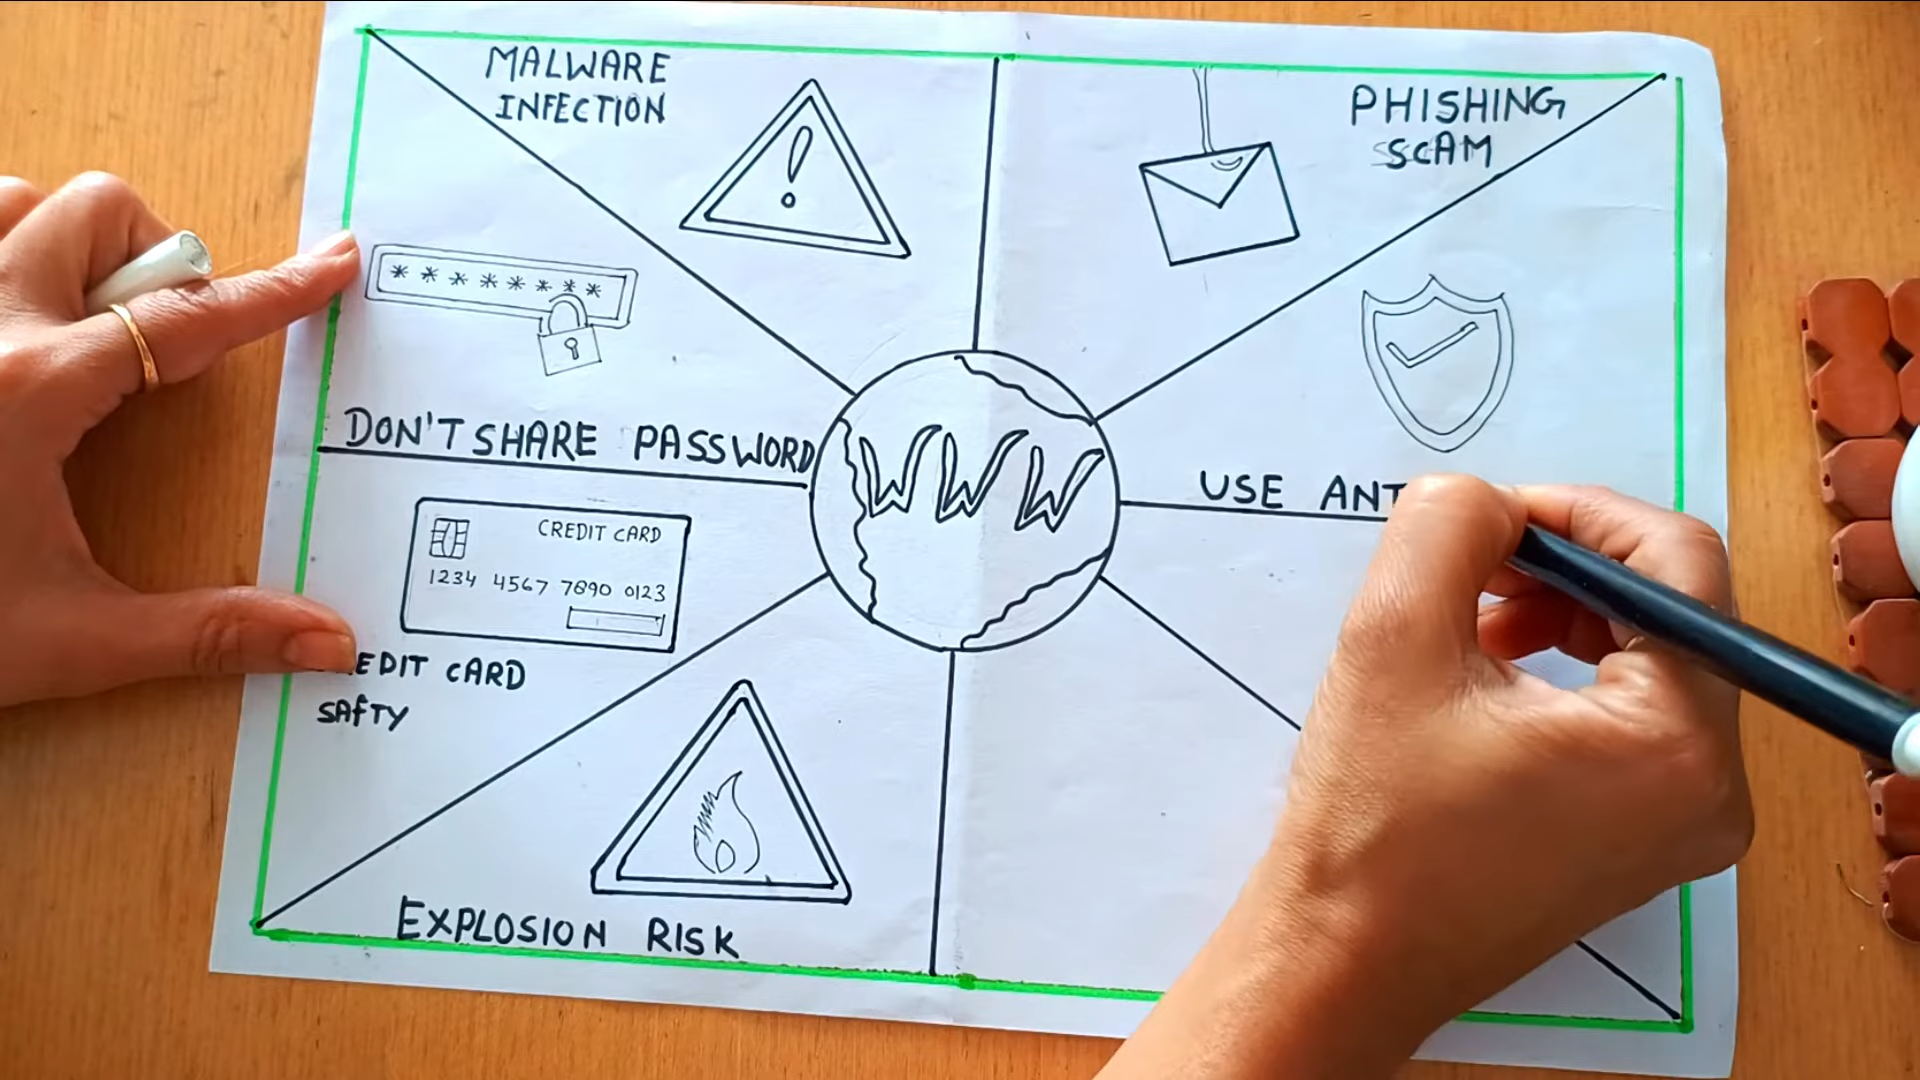 MALWARE
INFECTION
PHISHING
SCAM
*******
DON'T SHARE PASSWORD
WWW
USE ANT
CREDIT CARD
1234 4567 7890 0123
EDIT CARD
SAFTY
EXPLOSION RISK